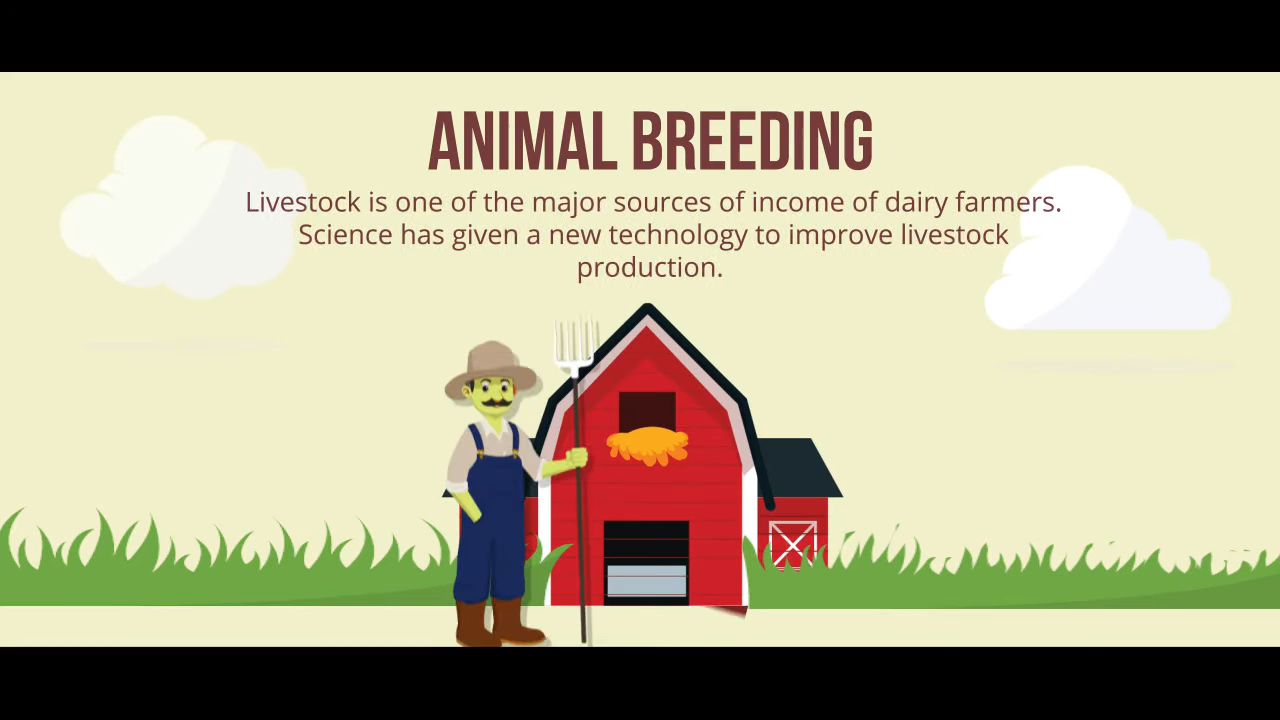 ANIMAL BREEDING
Livestock is one of the major sources of income of dairy farmers.
Science has given a new technology to improve livestock
production.